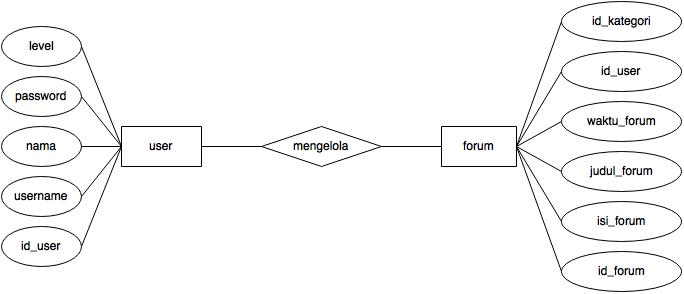 level
password
nama
username
id_user
user
mengelola
forum
id_kategori
id_user
waktu_forum
judul_forum
isi_forum
id_forum